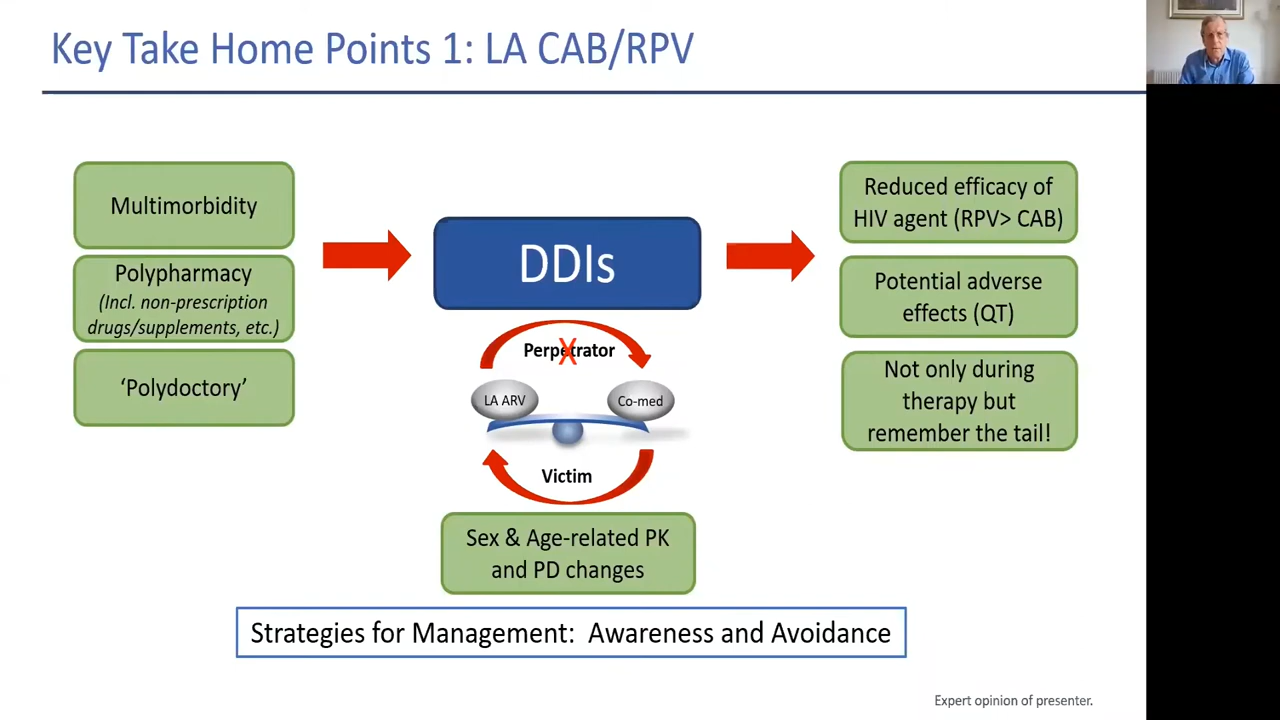 Key Take Home Points 1: LA CAB/RPV
Multimorbidity
Polypharmacy
(Incl. non-prescription
drugs/supplements, etc.)
‘Polydoctory’
DDIs
Perpetrator
X
LA ARV
Co-med
Victim
Sex & Age-related PK
and PD changes
Reduced efficacy of
HIV agent (RPV> CAB)
Potential adverse
effects (QT)
Not only during
therapy but
remember the tail!
Strategies for Management:  Awareness and Avoidance
Expert opinion of presenter.